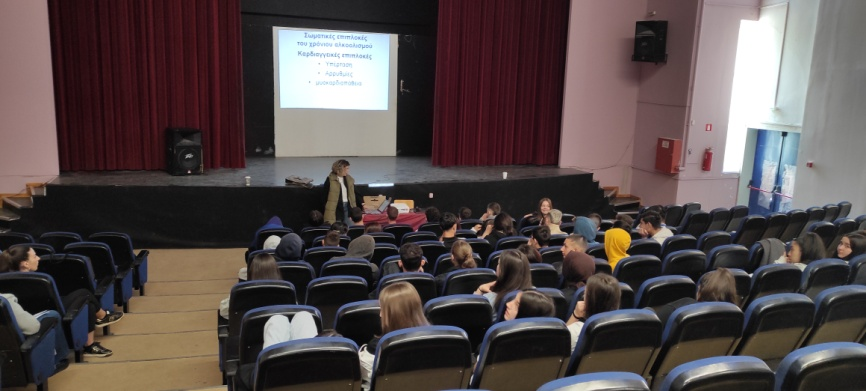 Σωματικές επιπλοκές
του χρόνιου αλκοολισμού
Καρδιαγγειακές επιπλοκές
• Υπέρταση
• Αρρυθμίες
• μυοκαρδιοπάθεια